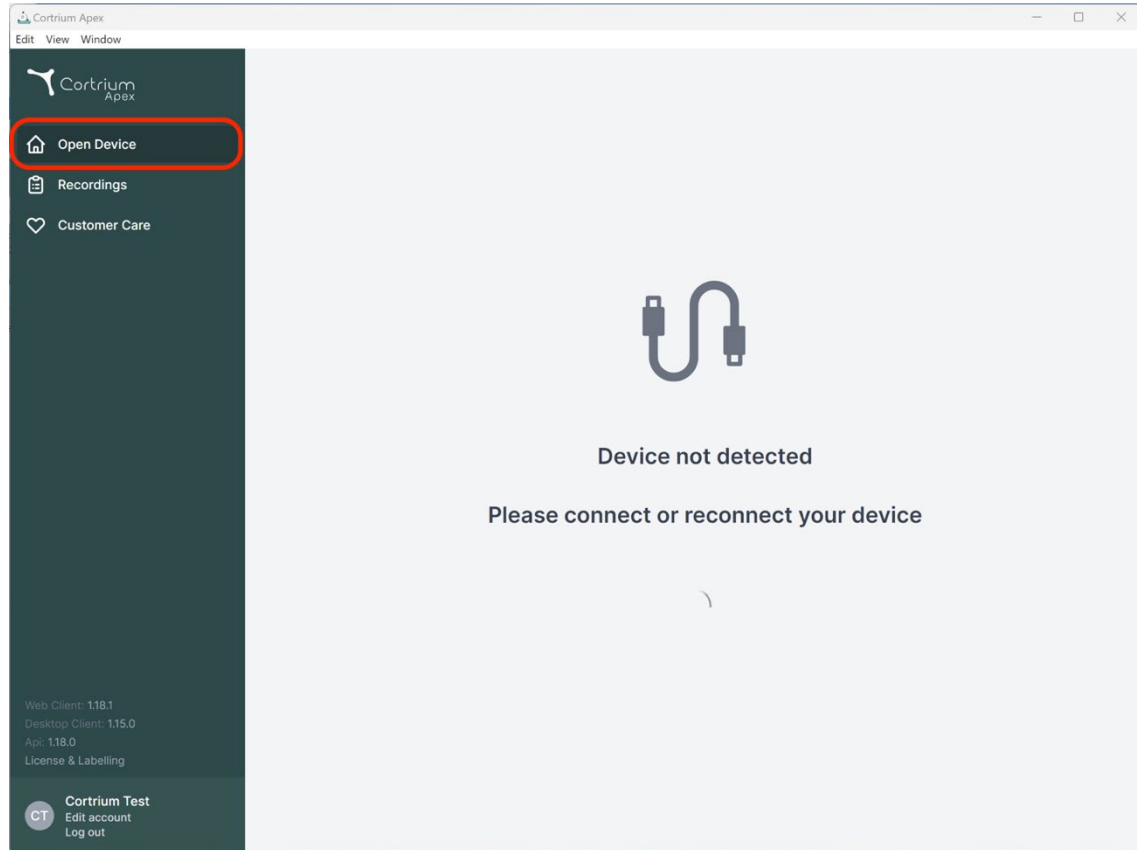 Cortrium Apex
Edit View Window
Cortrium
Apex
Open Device
Recordings
Customer Care
Device not detected
Please connect or reconnect your device
Web Client: 1.18.1
Desktop Client: 1.15.0
Api: 1.18.0
License & Labelling
CT
Cortrium Test
Edit account
Log out